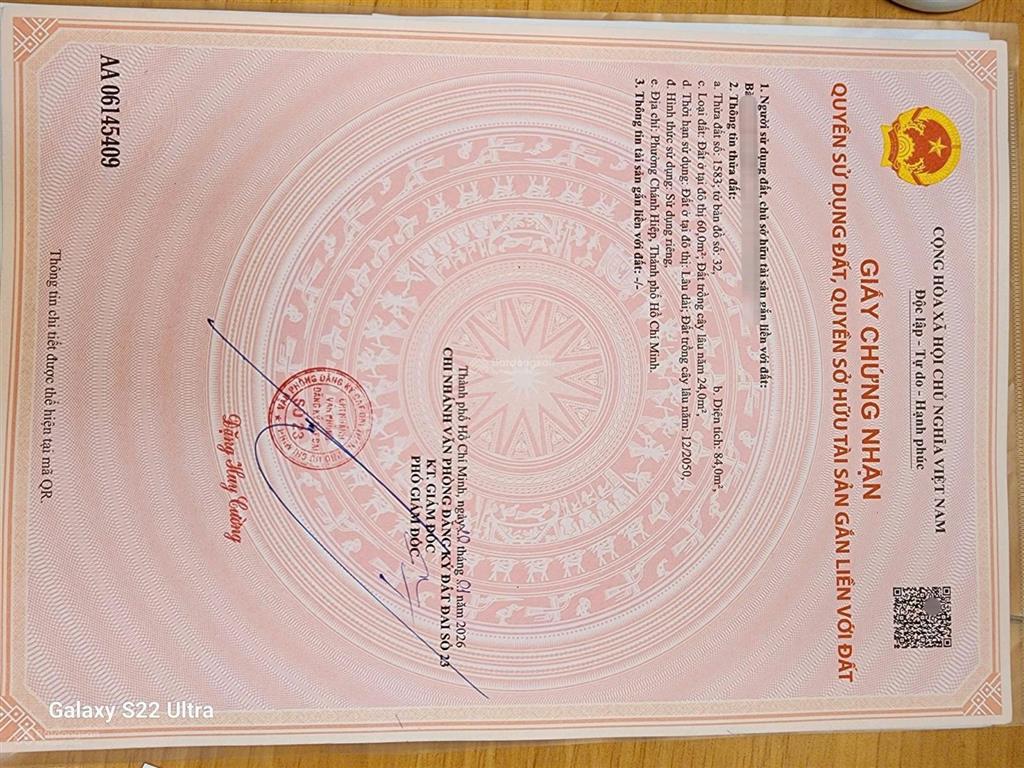 CỘNG HÒA XÃ HỘI CHỦ NGHĨA VIỆT NAM
Độc lập - Tự do - Hạnh phúc
GIẤY CHỨNG NHẬN
QUYỀN SỬ DỤNG ĐẤT, QUYỀN SỞ HỮU TÀI SẢN GẮN LIỀN VỚI ĐẤT
1. Người sử dụng đất, chủ sở hữu tài sản gắn liền với đất:
Bà
2. Thông tin thửa đất:
a. Thửa đất số: 1583; tờ bản đồ số: 32, b. Diện tích: 84,0m²,
c. Loại đất: Đất ở tại đô thị 60,0m²; Đất trồng cây lâu năm 24,0m²,
d. Thời hạn sử dụng: Đất ở tại đô thị: Lâu dài; Đất trồng cây lâu năm: 12/2050,
đ. Hình thức sử dụng: Sử dụng riêng,
e. Địa chỉ: Phường Chánh Hiệp, Thành phố Hồ Chí Minh.
3. Thông tin tài sản gắn liền với đất: -/-
Thành phố Hồ Chí Minh, ngày tháng 01 năm 2026
CHI NHÁNH VĂN PHÒNG ĐĂNG KÝ ĐẤT ĐAI SỐ 23
KT. GIÁM ĐỐC
PHÓ GIÁM ĐỐC
Đặng Huy Cường
Thông tin chi tiết được thể hiện tại mã QR.
AA 06145409
Galaxy S22 Ultra